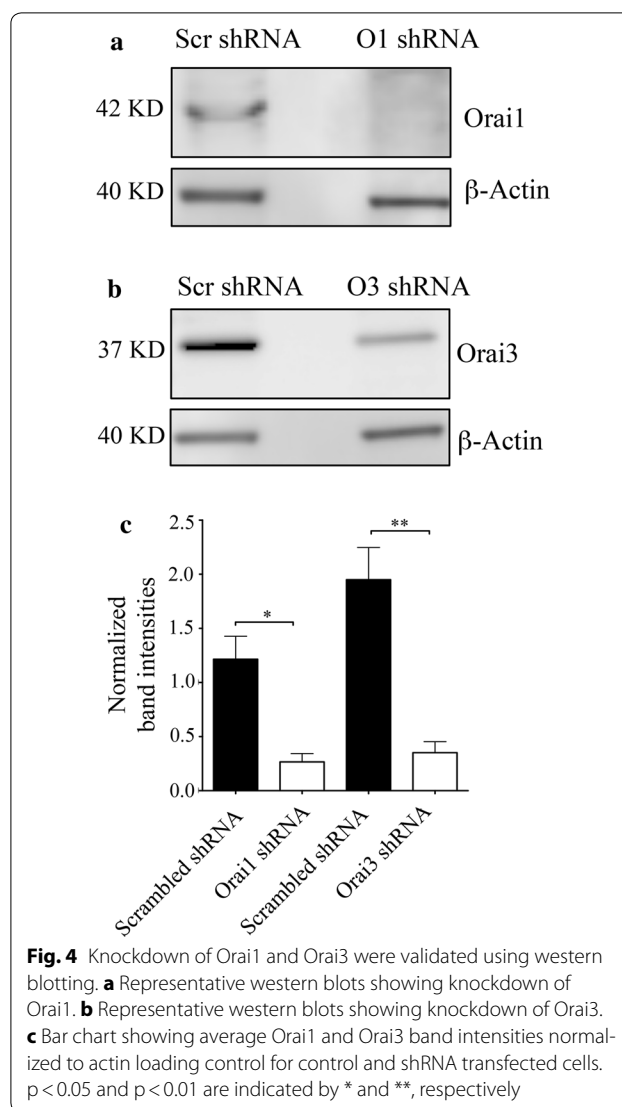 a
Scr shRNA O1 shRNA
42 KD
Orai1
40 KD
β-Actin
b
Scr shRNA O3 shRNA
37 KD
Orai3
40 KD
β-Actin
c
Normalized
band intensities
2.5
2.0
1.5
1.0
0.5
0.0
*
**
Scrambled shRNA
Orai1 shRNA
Scrambled shRNA
Orai3 shRNA
Fig. 4 Knockdown of Orai1 and Orai3 were validated using western
blotting. a Representative western blots showing knockdown of
Orai1. b Representative western blots showing knockdown of Orai3.
c Bar chart showing average Orai1 and Orai3 band intensities normal-
ized to actin loading control for control and shRNA transfected cells.
p < 0.05 and p < 0.01 are indicated by * and **, respectively